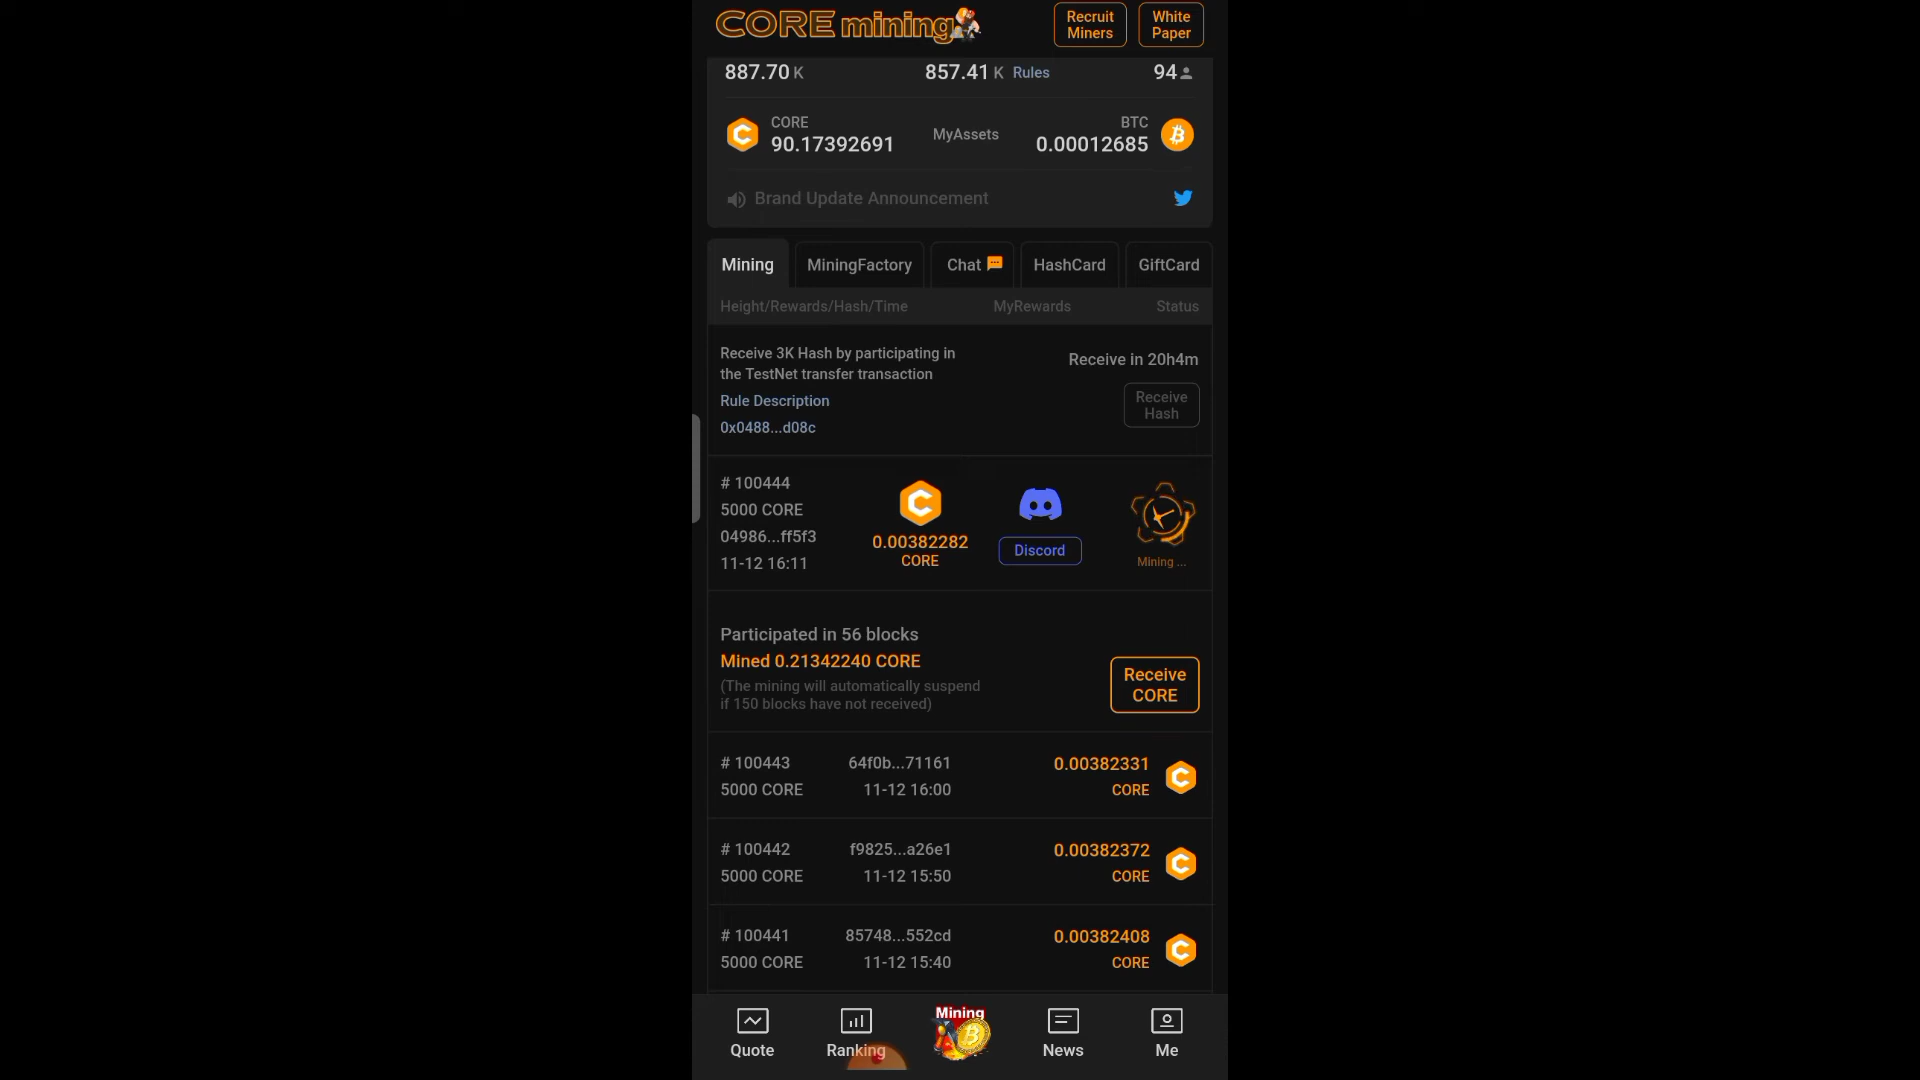 CORE mining
Recruit Miners
White Paper
887.70 K
857.41 K Rules
94
CORE
90.17392691
MyAssets
BTC
0.00012685
Brand Update Announcement
Mining
MiningFactory
Chat
HashCard
GiftCard
Height/Rewards/Hash/Time
MyRewards
Status
Receive 3K Hash by participating in
the TestNet transfer transaction
Rule Description
0x0488...d08c
Receive in 20h4m
Receive
Hash
# 100444
5000 CORE
04986...ff5f3
11-12 16:11
0.00382282
CORE
Discord
Mining ...
Participated in 56 blocks
Mined 0.21342240 CORE
(The mining will automatically suspend
if 150 blocks have not received)
Receive
CORE
# 100443
5000 CORE
64f0b...71161
11-12 16:00
0.00382331
CORE
# 100442
5000 CORE
f9825...a26e1
11-12 15:50
0.00382372
CORE
# 100441
5000 CORE
85748...552cd
11-12 15:40
0.00382408
CORE
Quote
Ranking
Mining
News
Me